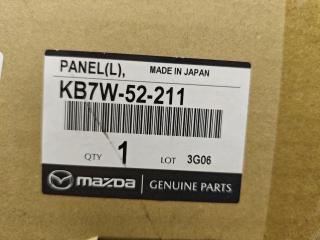 PANEL(L), MADE IN JAPAN
KB7W-52-211
QTY 1 LOT 3G06
mazda GENUINE PARTS